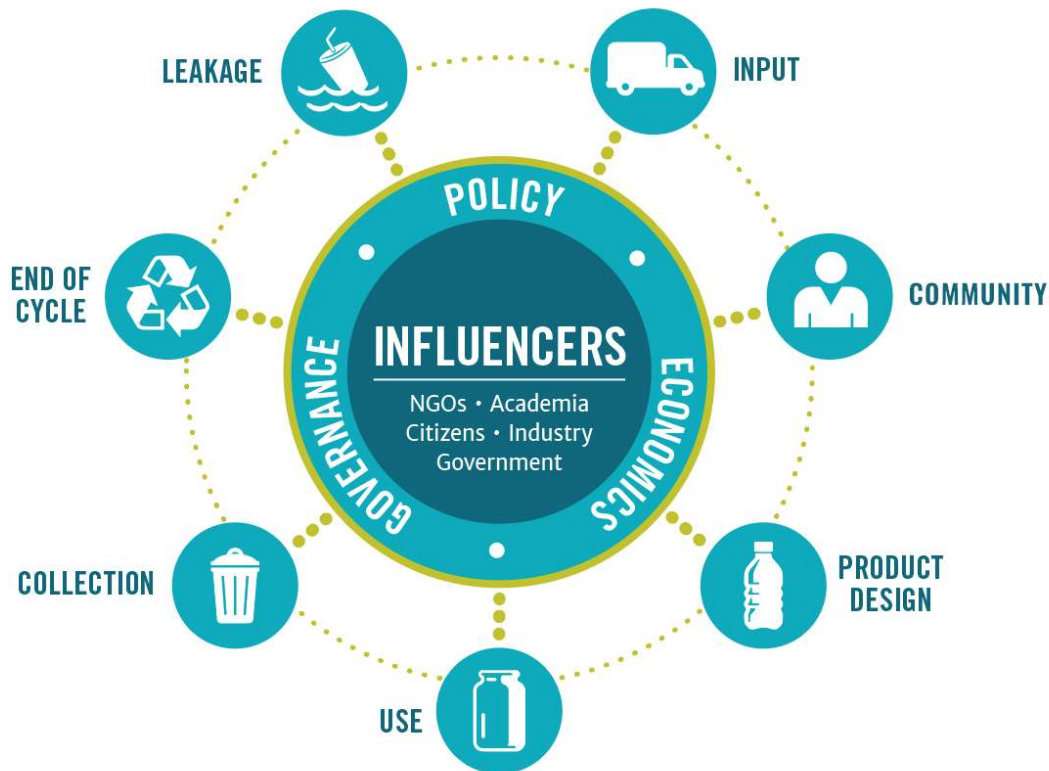 LEAKAGE
INPUT
POLICY
END OF
CYCLE
COMMUNITY
GOVERNANCE
INFLUENCERS
NGOs • Academia
Citizens • Industry
Government
ECONOMICS
COLLECTION
PRODUCT
DESIGN
USE